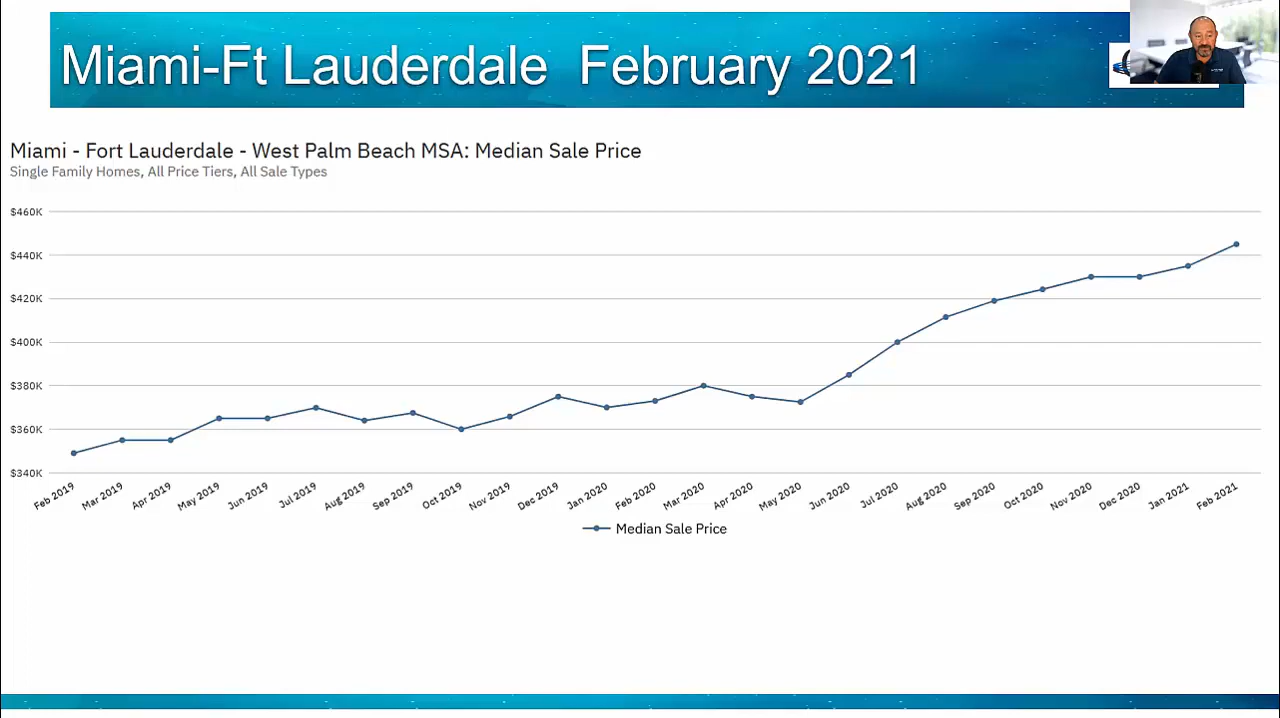 Miami-Ft Lauderdale  February 2021
Miami - Fort Lauderdale - West Palm Beach MSA: Median Sale Price
Single Family Homes, All Price Tiers, All Sale Types
$460K
$440K
$420K
$400K
$380K
$360K
$340K
Feb 2019
Mar 2019
Apr 2019
May 2019
Jun 2019
Jul 2019
Aug 2019
Sep 2019
Oct 2019
Nov 2019
Dec 2019
Jan 2020
Feb 2020
Mar 2020
Apr 2020
May 2020
Jun 2020
Jul 2020
Aug 2020
Sep 2020
Oct 2020
Nov 2020
Dec 2020
Jan 2021
Feb 2021
Median Sale Price